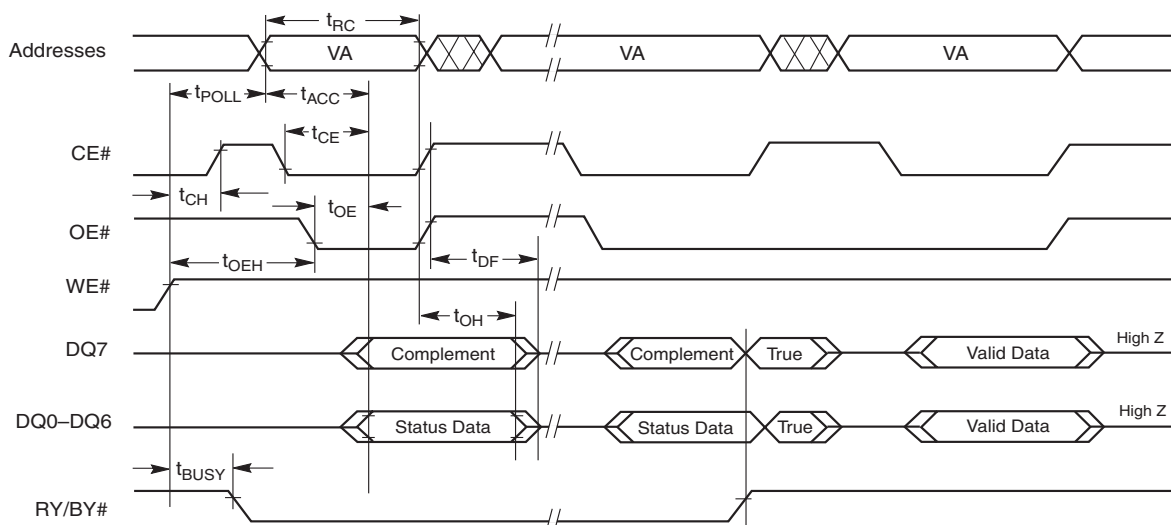 tRC
Addresses VA VA VA
tPOLL tACC
tCE
CE#
tCH
tOE
OE#
tDF
tOEH
WE#
tOH
DQ7 Complement Complement True Valid Data High Z
DQ0–DQ6 Status Data Status Data True Valid Data High Z
tBUSY
RY/BY#